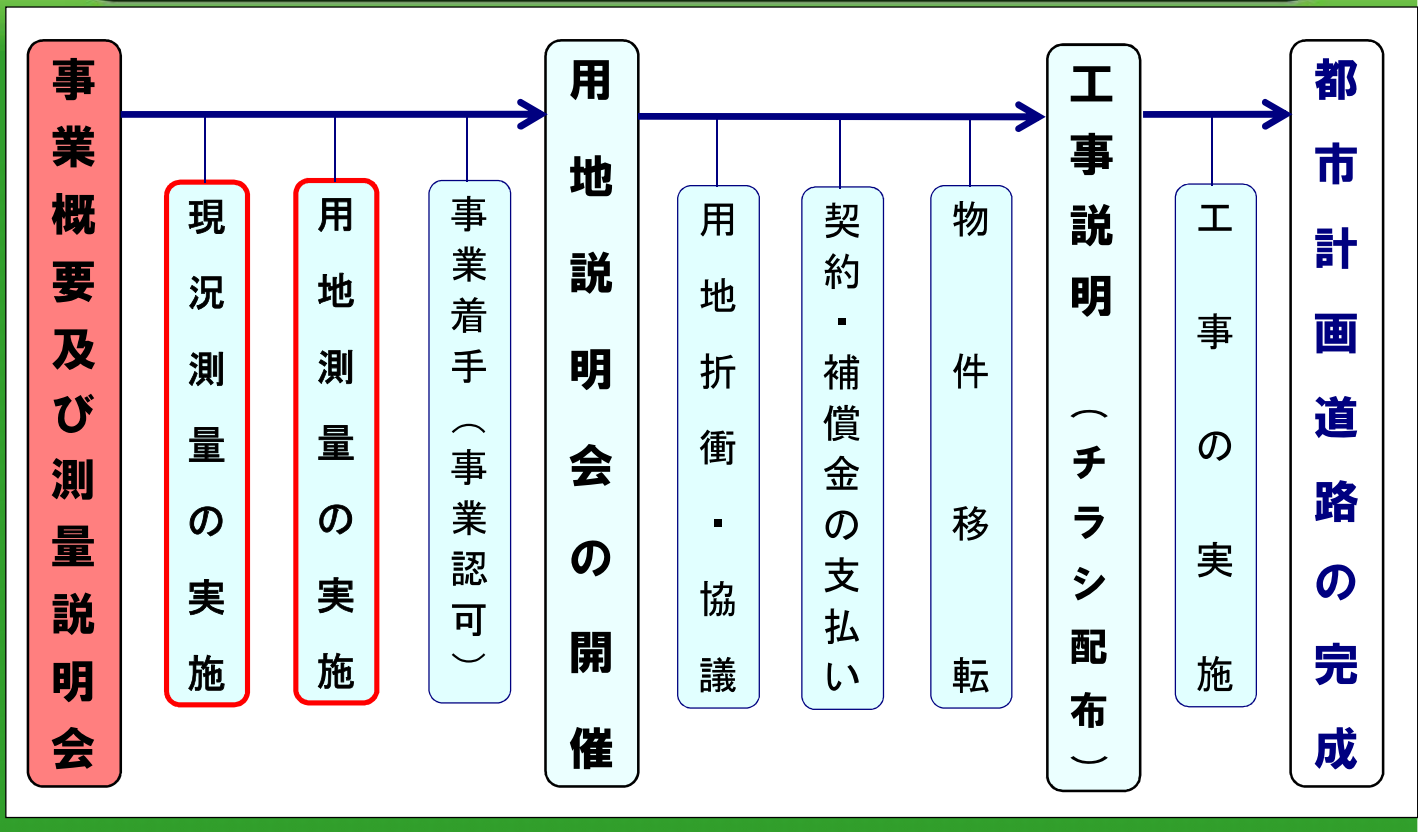 事業概要及び測量説明会
現況測量の実施
用地測量の実施
事業着手（事業認可）
用地説明会の開催
用地折衝・協議
契約・補償金の支払い
物件移転
工事説明（チラシ配布）
工事の実施
都市計画道路の完成